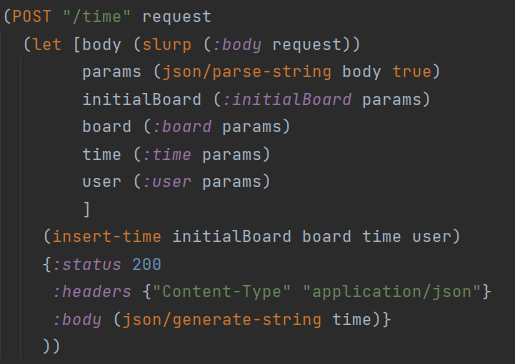 (POST "/time" request
  (let [body (slurp (:body request))
        params (json/parse-string body true)
        initialBoard (:initialBoard params)
        board (:board params)
        time (:time params)
        user (:user params)
        ]
    (insert-time initialBoard board time user)
    {:status 200
     :headers {"Content-Type" "application/json"}
     :body (json/generate-string time)}
    ))